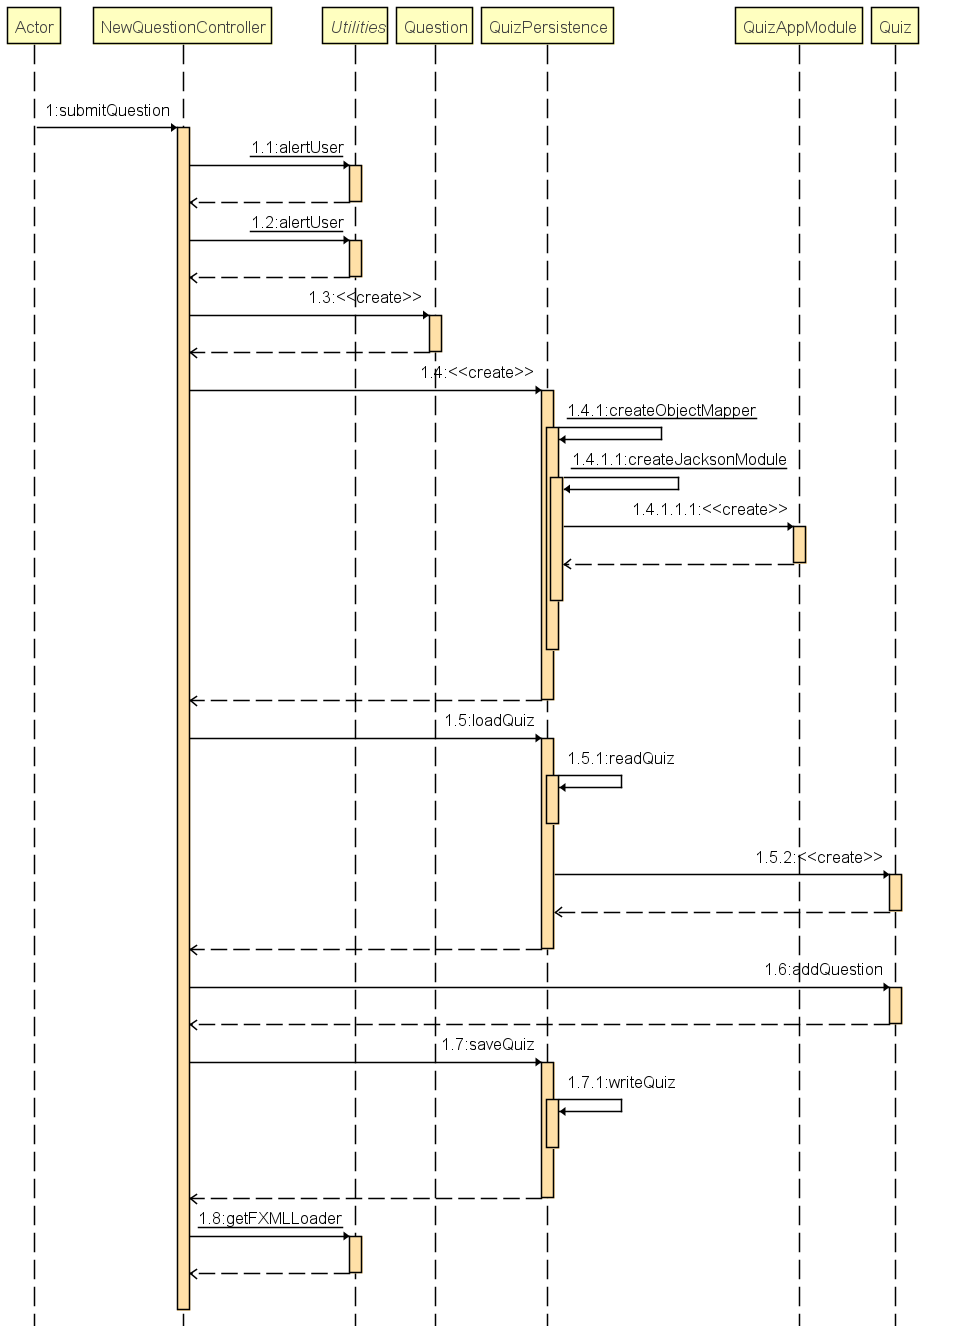 Actor
NewQuestionController
Utilities
Question
QuizPersistence
QuizAppModule
Quiz
1:submitQuestion
1.1:alertUser
1.2:alertUser
1.3:<<create>>
1.4:<<create>>
1.4.1:createObjectMapper
1.4.1.1:createJacksonModule
1.4.1.1.1:<<create>>
1.5:loadQuiz
1.5.1:readQuiz
1.5.2:<<create>>
1.6:addQuestion
1.7:saveQuiz
1.7.1:writeQuiz
1.8:getFXMLLoader